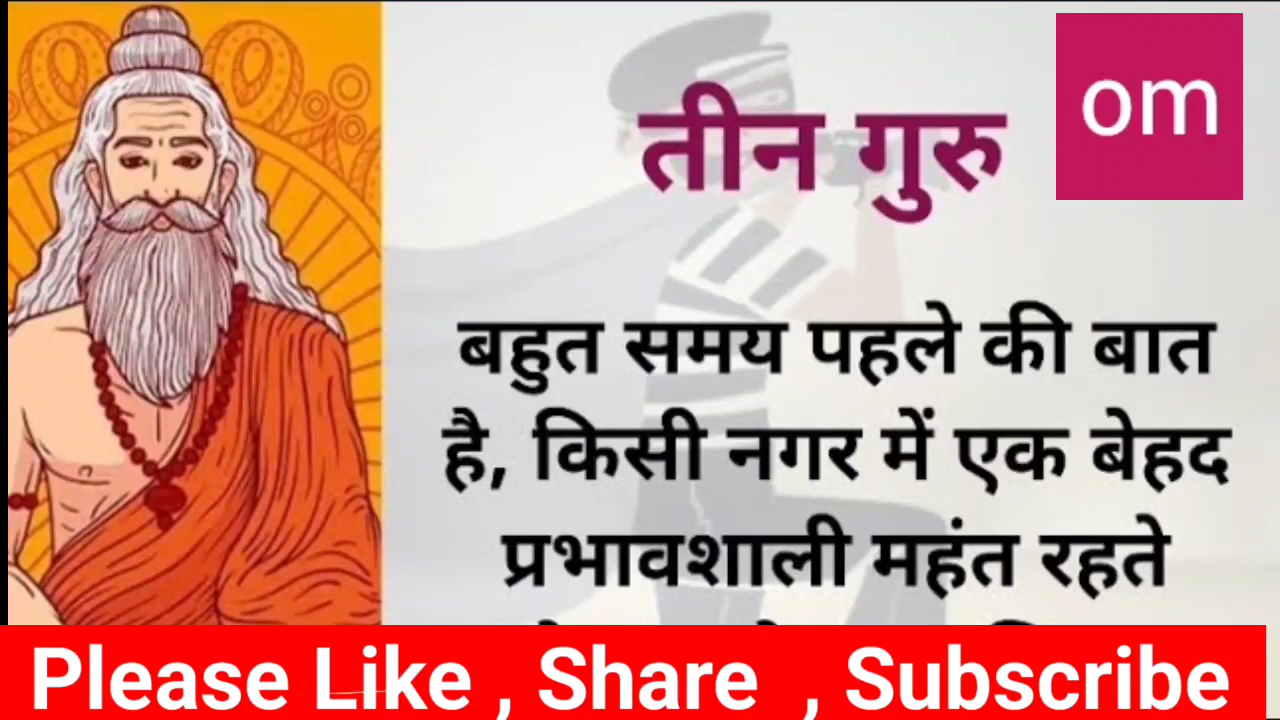 तीन गुरु
om
बहुत समय पहले की बात
है, किसी नगर में एक बेहद
प्रभावशाली महंत रहते
Please Like , Share , Subscribe